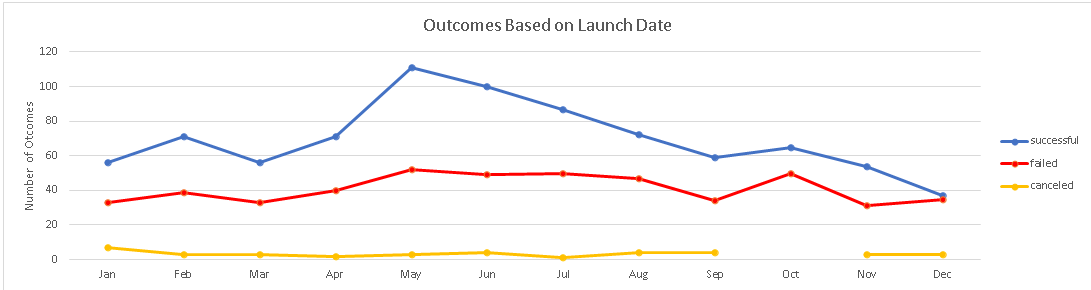 Outcomes Based on Launch Date
120
100
80
60
40
20
0
Number of Otcomes
Jan Feb Mar Apr May Jun Jul Aug Sep Oct Nov Dec
successful
failed
canceled